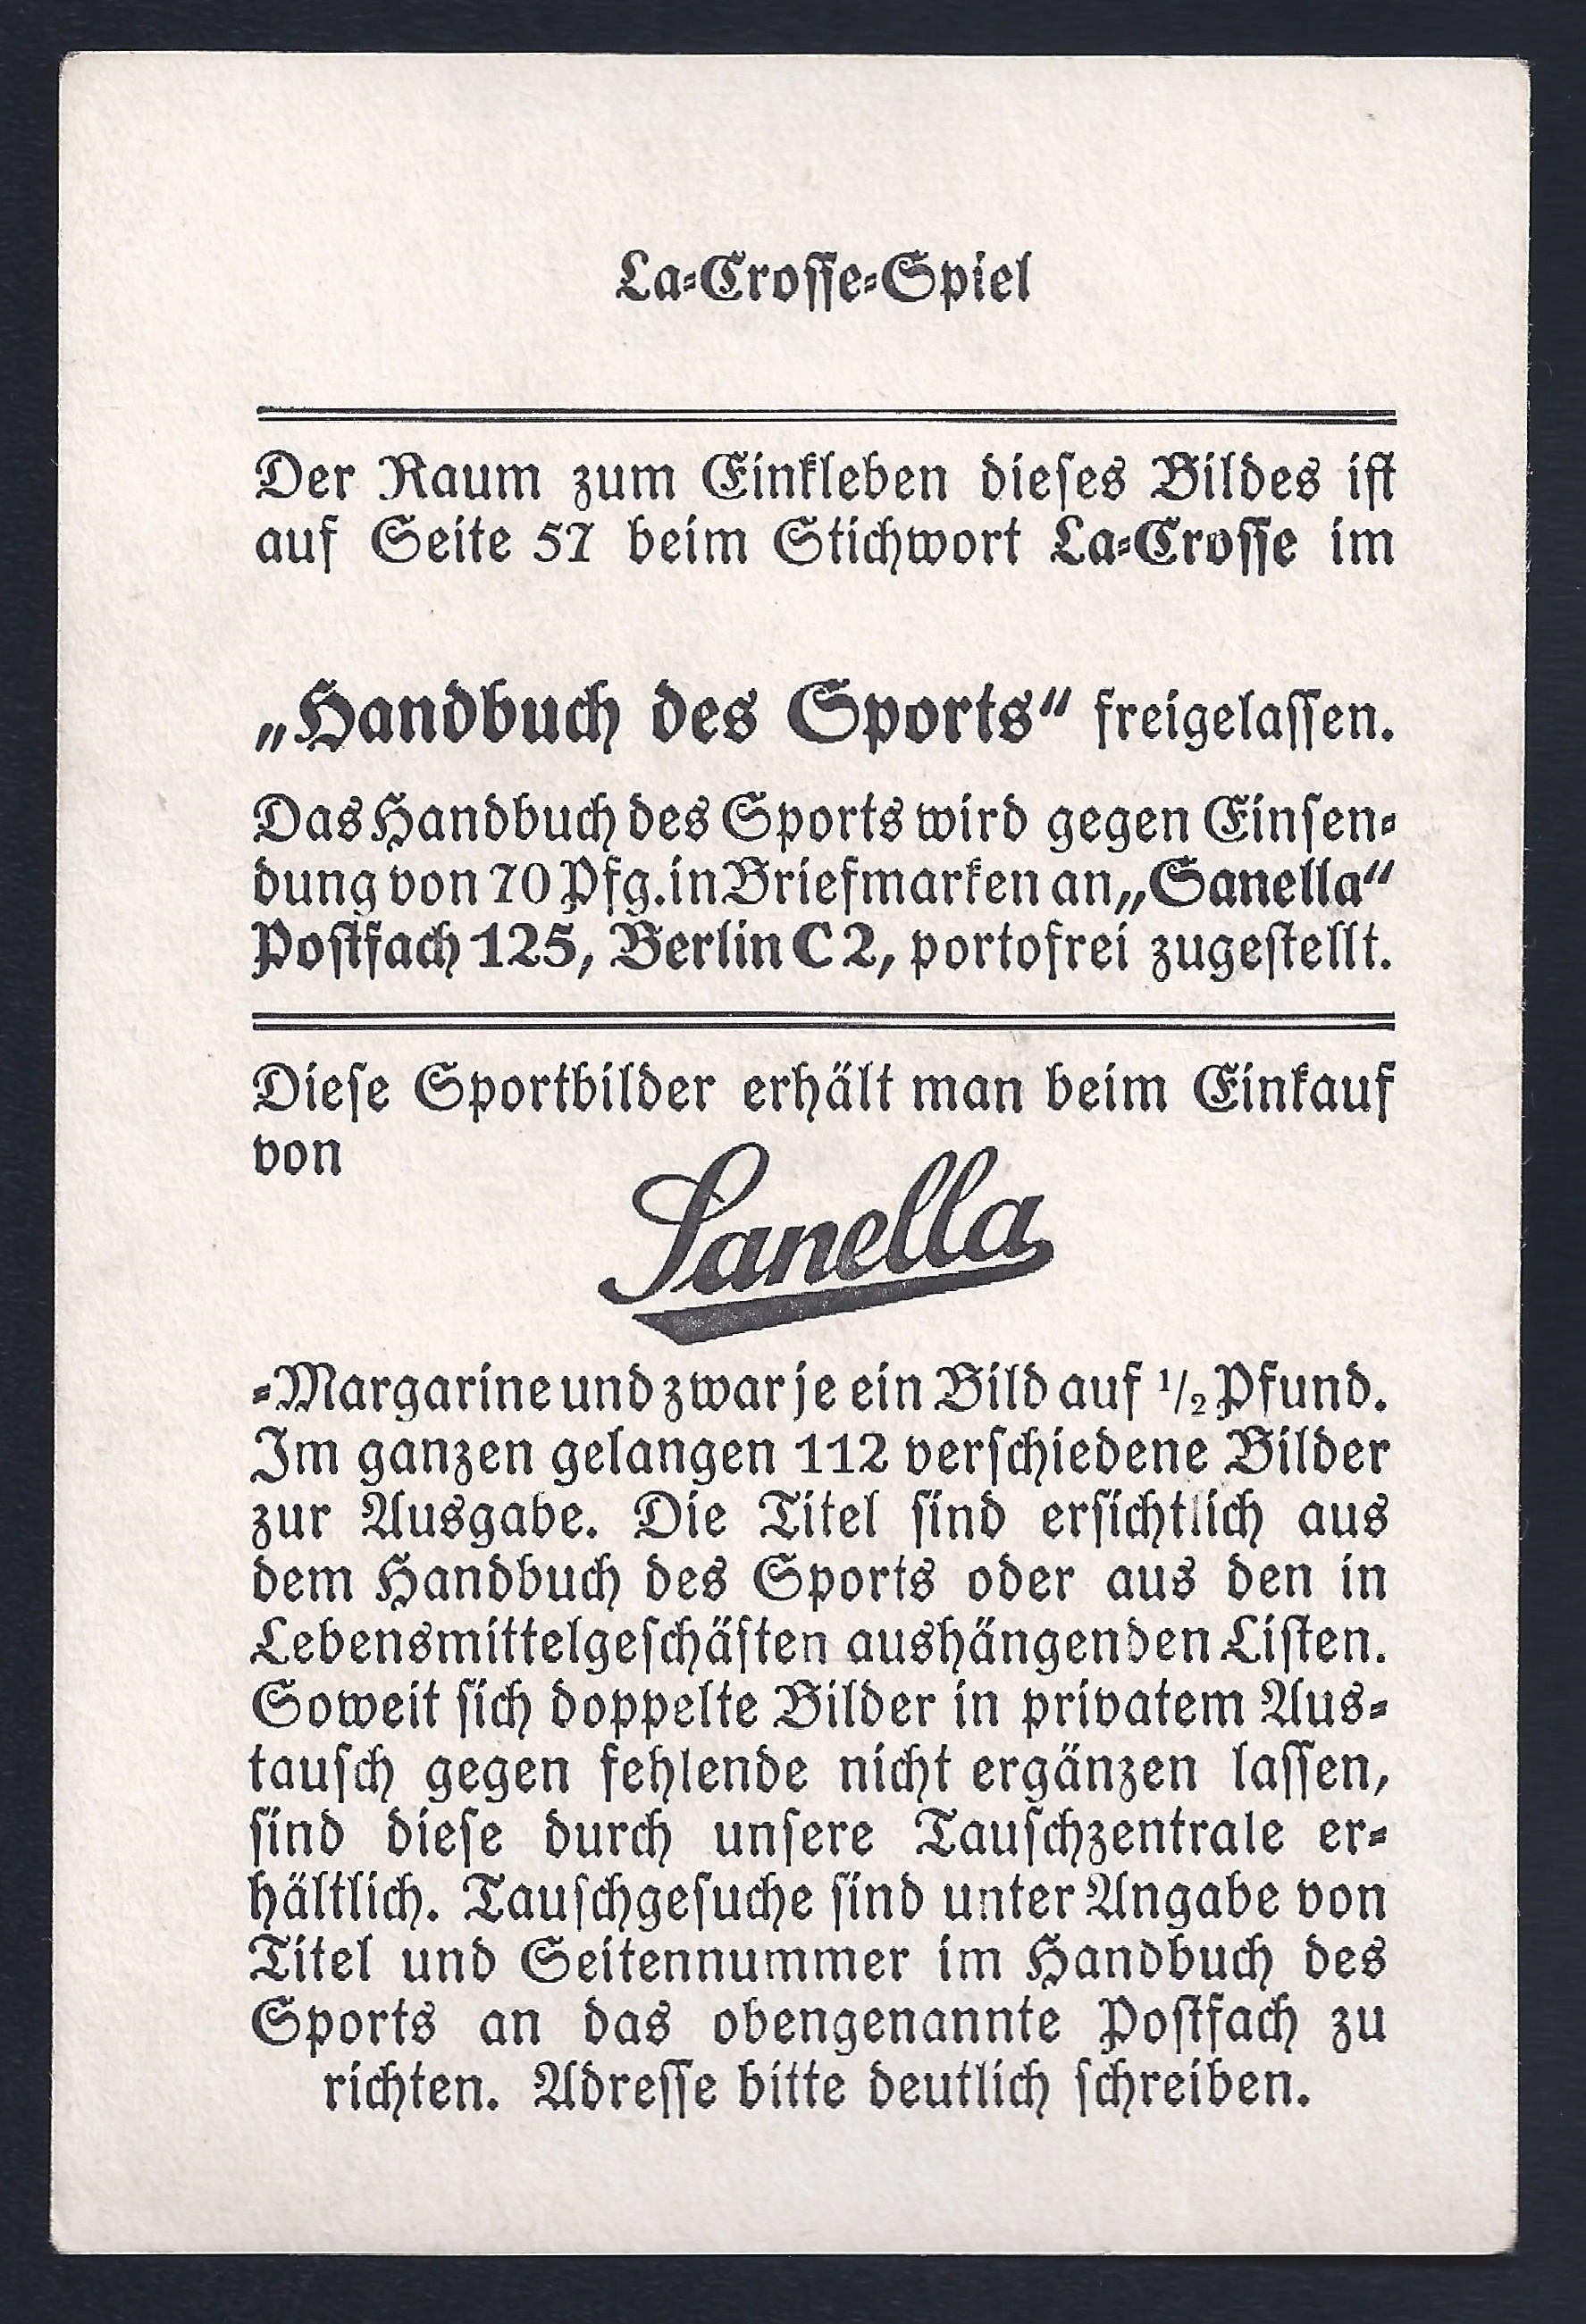 La-Crosse-Spiel
Der Raum zum Einkleben dieses Bildes ist
auf Seite 57 beim Stichwort La-Crosse im
„Handbuch des Sports“ freigelassen.
Das Handbuch des Sports wird gegen Einsen-
dung von 70 Pfg. in Briefmarken an „Sanella“
Postfach 125, Berlin C 2, portofrei zugestellt.
Diese Sportbilder erhält man beim Einkauf
von
Sanella
-Margarine und zwar je ein Bild auf 1/2 Pfund.
Im ganzen gelangen 112 verschiedene Bilder
zur Ausgabe. Die Titel sind ersichtlich aus
dem Handbuch des Sports oder aus den in
Lebensmittelgeschäften aushängenden Listen.
Soweit sich doppelte Bilder in privatem Aus-
tausch gegen fehlende nicht ergänzen lassen,
sind diese durch unsere Tauschzentrale er-
hältlich. Tauschgesuche sind unter Angabe von
Titel und Seitennummer im Handbuch des
Sports an das obengenannte Postfach zu
richten. Adresse bitte deutlich schreiben.